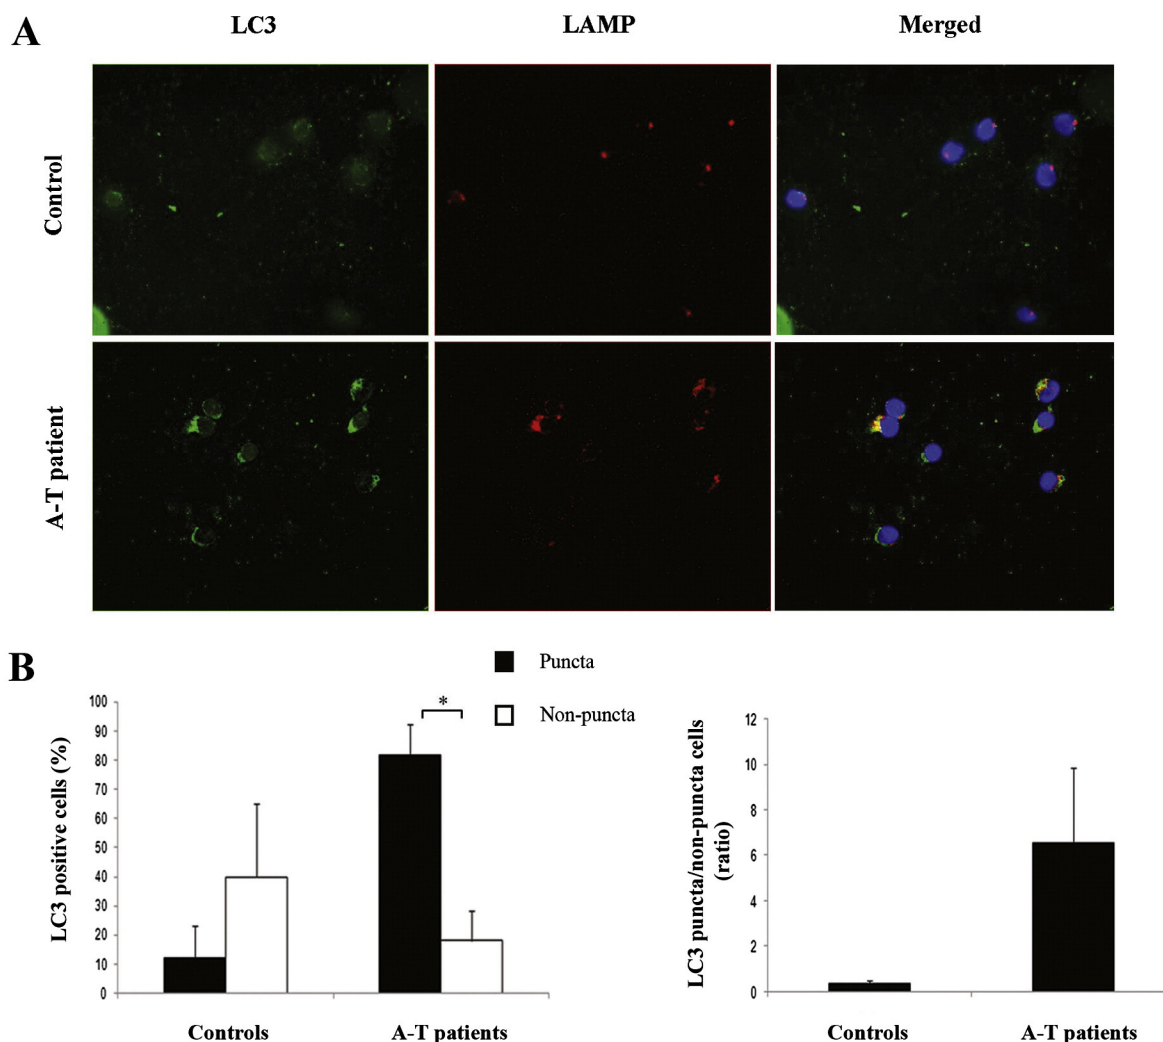 A
LC3
LAMP
Merged
Control
A-T patient
B
Puncta
Non-puncta
LC3 positive cells (%)
100
90
80
70
60
50
40
30
20
10
0
*
Controls
A-T patients
LC3 puncta/non-puncta cells
(ratio)
12
10
8
6
4
2
0
Controls
A-T patients